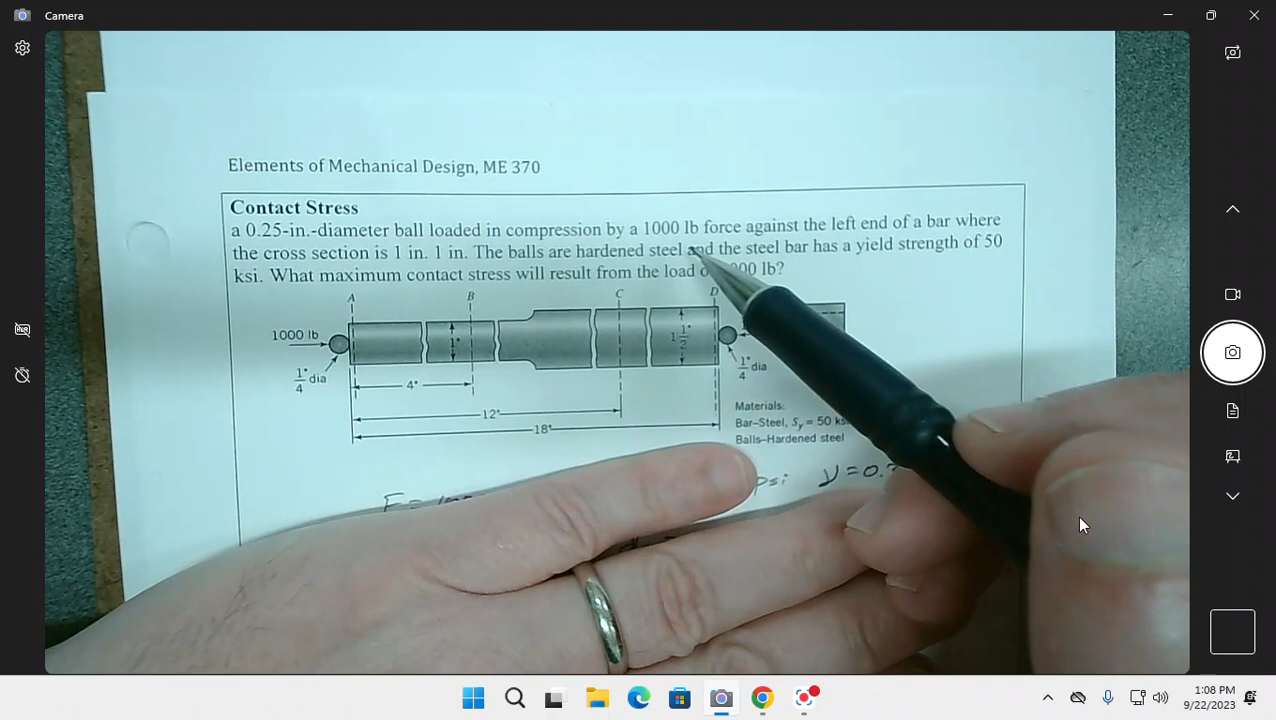 Camera
Elements of Mechanical Design, ME 370
Contact Stress
a 0.25-in.-diameter ball loaded in compression by a 1000 lb force against the left end of a bar where
the cross section is 1 in. 1 in. The balls are hardened steel and the steel bar has a yield strength of 50
ksi. What maximum contact stress will result from the load lb?
A B C D
1000 lb
1"
1 1/2"
1/4" dia
1/4" dia
4"
12"
18"
Materials:
Bar–Steel, Sy = 50
Balls–Hardened steel
psi ν=0.
1:08 PM
9/22/2023